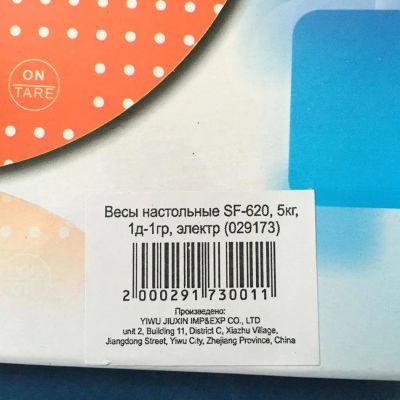 ON
TARE
Весы настольные SF-620, 5кг,
1д-1гр, электр (029173)
2 000291 730011
Произведено:
YIWU JIUXIN IMP&EXP CO., LTD
unit 2, Building 11, District C, Xiazhu Village,
Jiangdong Street, Yiwu City, Zhejiang Province, China